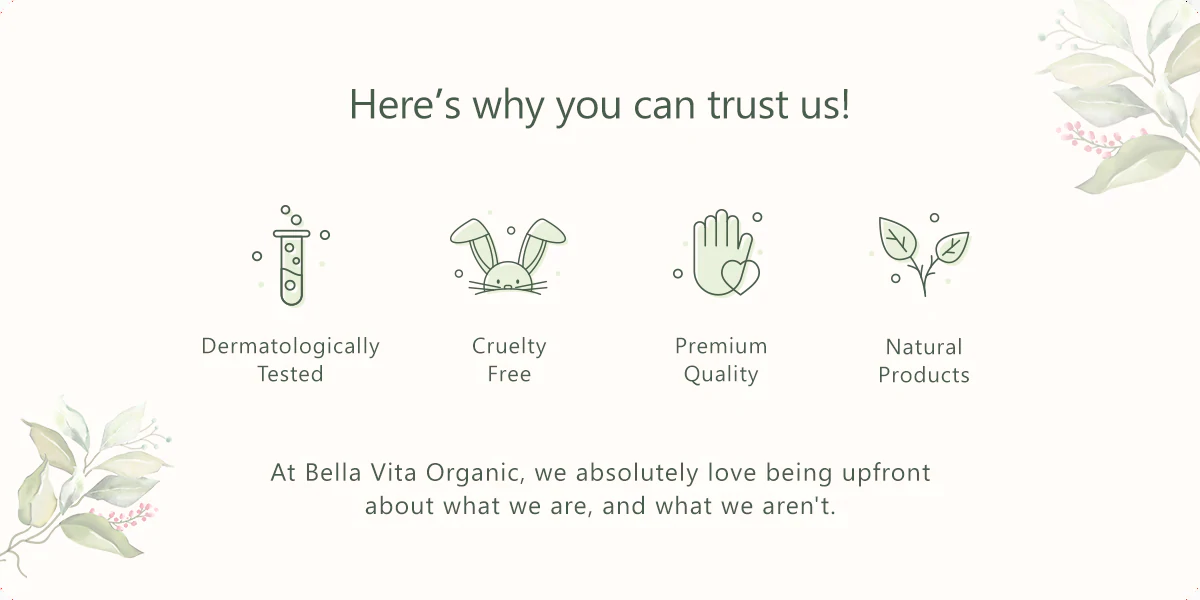 Here’s why you can trust us!
Dermatologically
Tested
Cruelty
Free
Premium
Quality
Natural
Products
At Bella Vita Organic, we absolutely love being upfront
about what we are, and what we aren't.